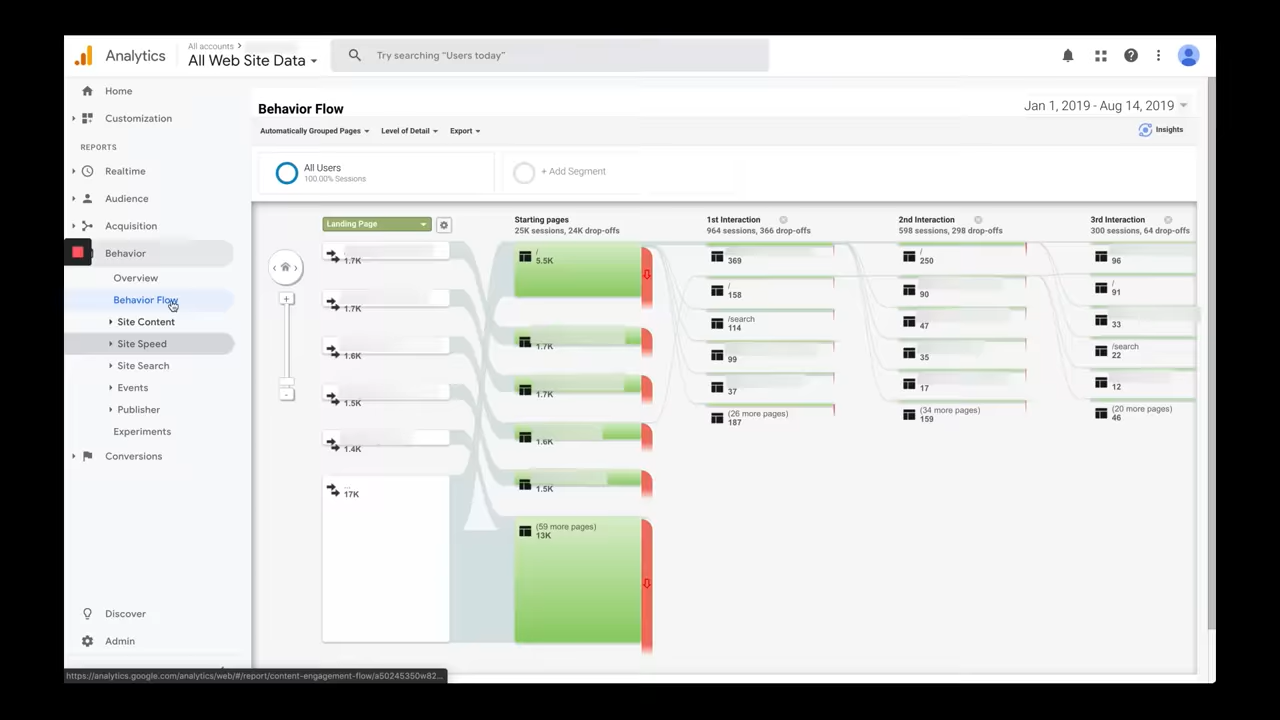 Analytics
All accounts >
All Web Site Data
Try searching "Users today"
Home
Customization
REPORTS
Realtime
Audience
Acquisition
Behavior
Overview
Behavior Flow
Site Content
Site Speed
Site Search
Events
Publisher
Experiments
Conversions
Discover
Admin
https://analytics.google.com/analytics/web/#/report/content-engagement-flow/a50245350w82...
Behavior Flow
Jan 1, 2019 - Aug 14, 2019
Automatically Grouped Pages Level of Detail Export
Insights
All Users
100.00% Sessions
+ Add Segment
Landing Page
1.7K
1.7K
1.6K
1.5K
1.4K
...
17K
Starting pages
25K sessions, 24K drop-offs
/
5.5K
1.7K
1.7K
1.6K
1.5K
(59 more pages)
13K
1st Interaction
964 sessions, 366 drop-offs
369
/
158
/search
114
99
37
(26 more pages)
187
2nd Interaction
598 sessions, 298 drop-offs
/
250
90
47
35
17
(34 more pages)
159
3rd Interaction
300 sessions, 64 drop-offs
96
/
91
33
/search
22
12
(20 more pages)
46
+
-